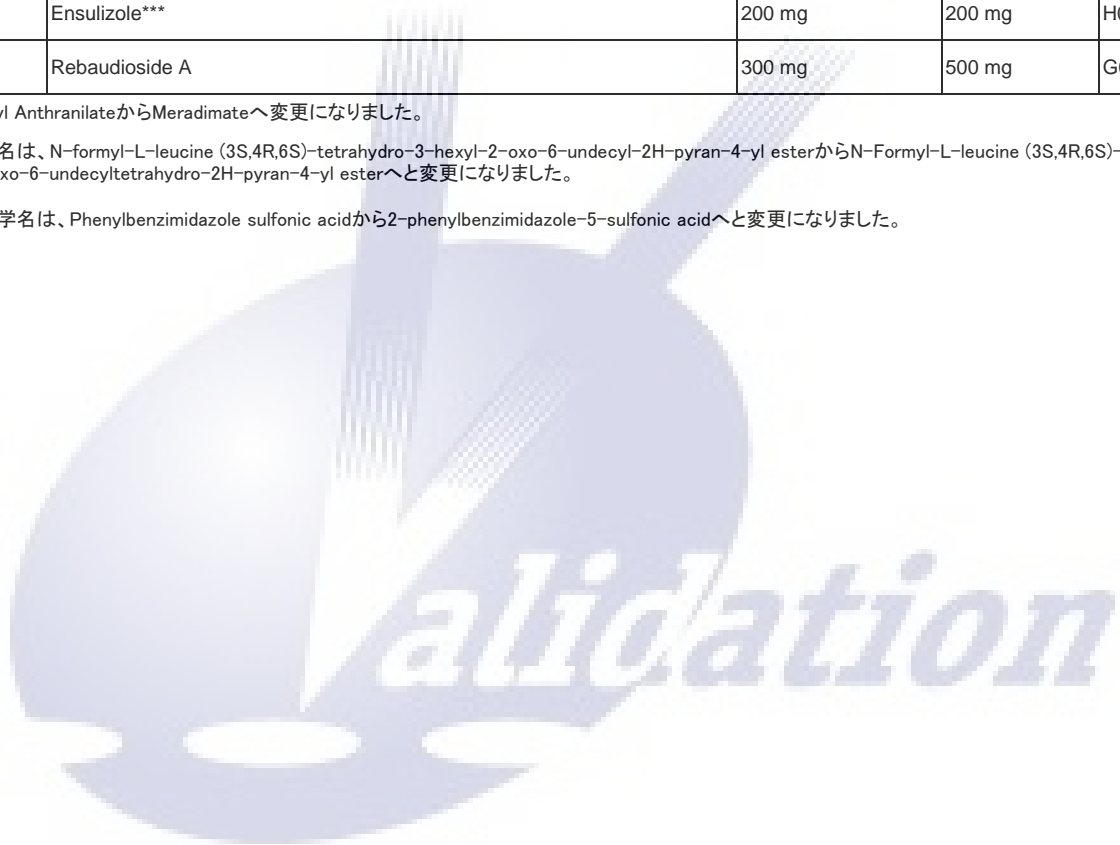 Ensulizole*** 200 mg 200 mg
Rebaudioside A 300 mg 500 mg
yl AnthranilateからMeradimateへ変更になりました。
名は、N-formyl-L-leucine (3S,4R,6S)-tetrahydro-3-hexyl-2-oxo-6-undecyl-2H-pyran-4-yl esterからN-Formyl-L-leucine (3S,4R,6S)-
xo-6-undecyltetrahydro-2H-pyran-4-yl esterへと変更になりました。
学名は、Phenylbenzimidazole sulfonic acidから2-phenylbenzimidazole-5-sulfonic acidへと変更になりました。
Validation